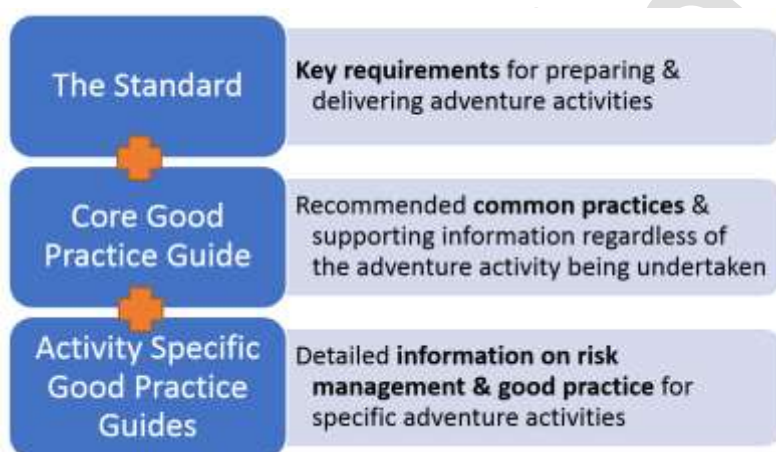 The Standard
Key requirements for preparing &
delivering adventure activities
Core Good
Practice Guide
Recommended common practices &
supporting information regardless of
the adventure activity being undertaken
Activity Specific
Good Practice
Guides
Detailed information on risk
management & good practice for
specific adventure activities